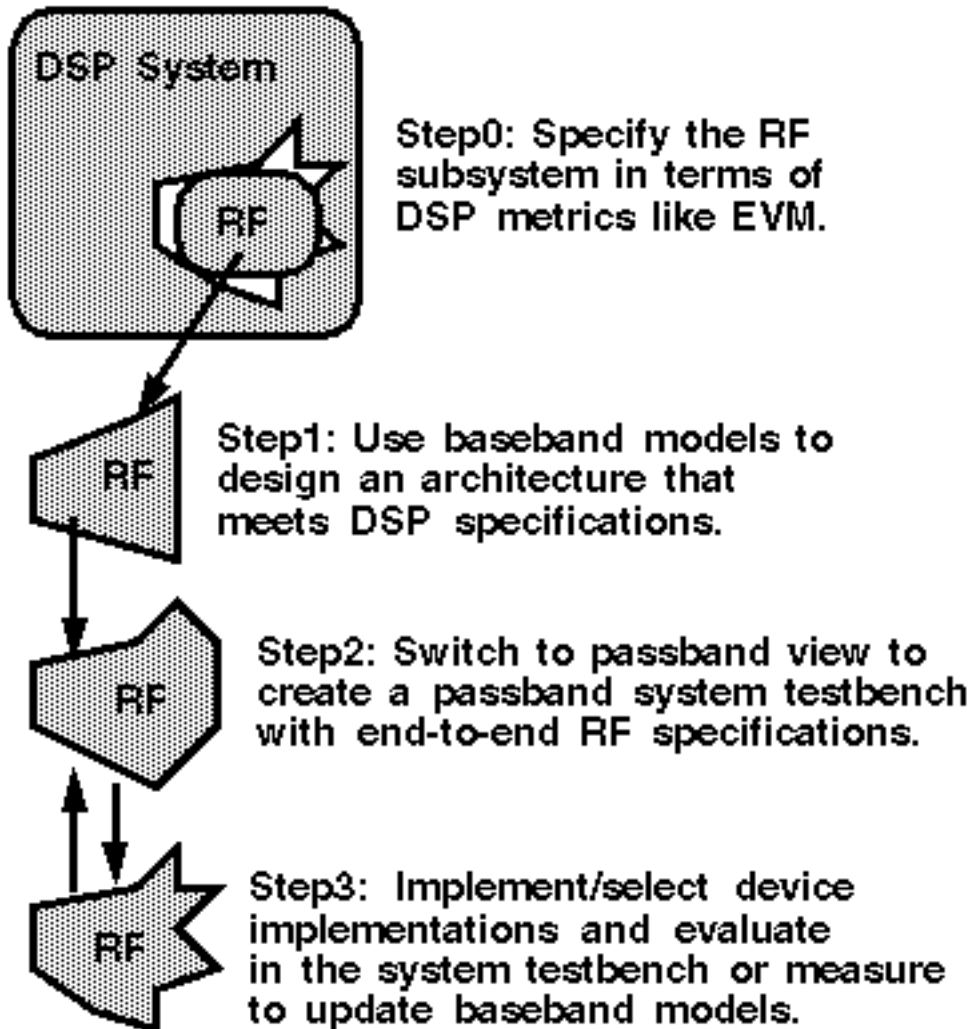 DSP System
RF
Step0: Specify the RF
subsystem in terms of
DSP metrics like EVM.
RF
Step1: Use baseband models to
design an architecture that
meets DSP specifications.
RF
Step2: Switch to passband view to
create a passband system testbench
with end-to-end RF specifications.
RF
Step3: Implement/select device
implementations and evaluate
in the system testbench or measure
to update baseband models.